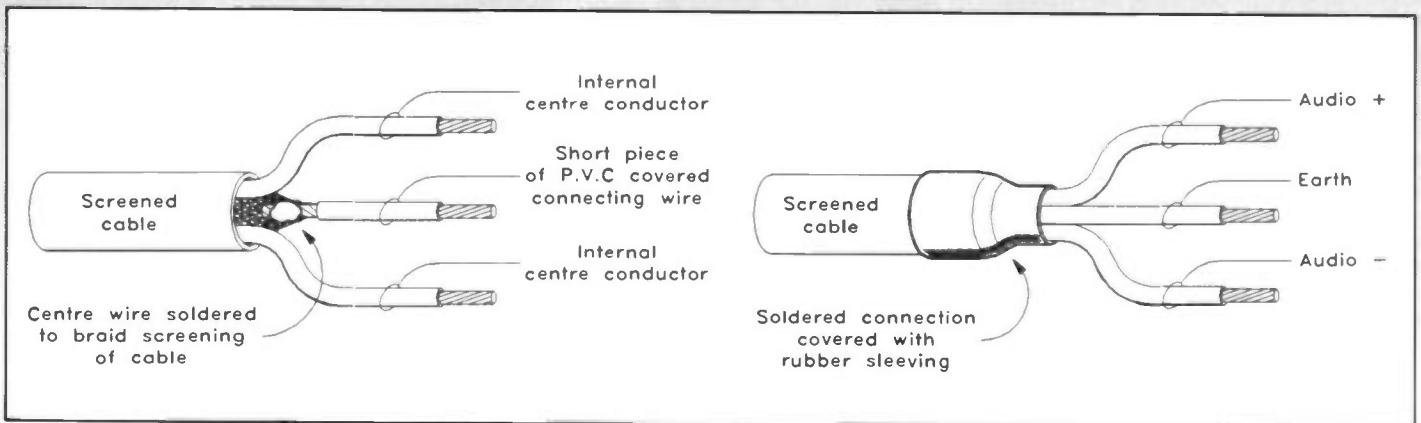 Internal
centre conductor
Short piece
of P.V.C covered
connecting wire
Screened
cable
Internal
centre conductor
Centre wire soldered
to braid screening
of cable
Audio +
Earth
Screened
cable
Audio -
Soldered connection
covered with
rubber sleeving